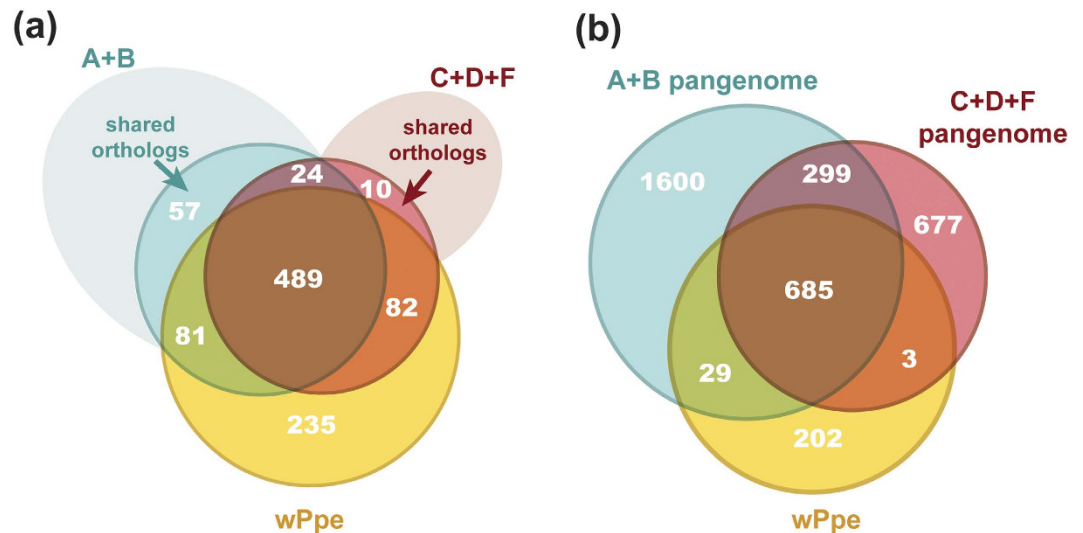 (a)
A+B
C+D+F
shared
orthologs
shared
orthologs
24
10
57
489
82
81
235
wPpe
(b)
A+B pangenome
C+D+F
pangenome
1600
299
677
685
3
29
202
wPpe